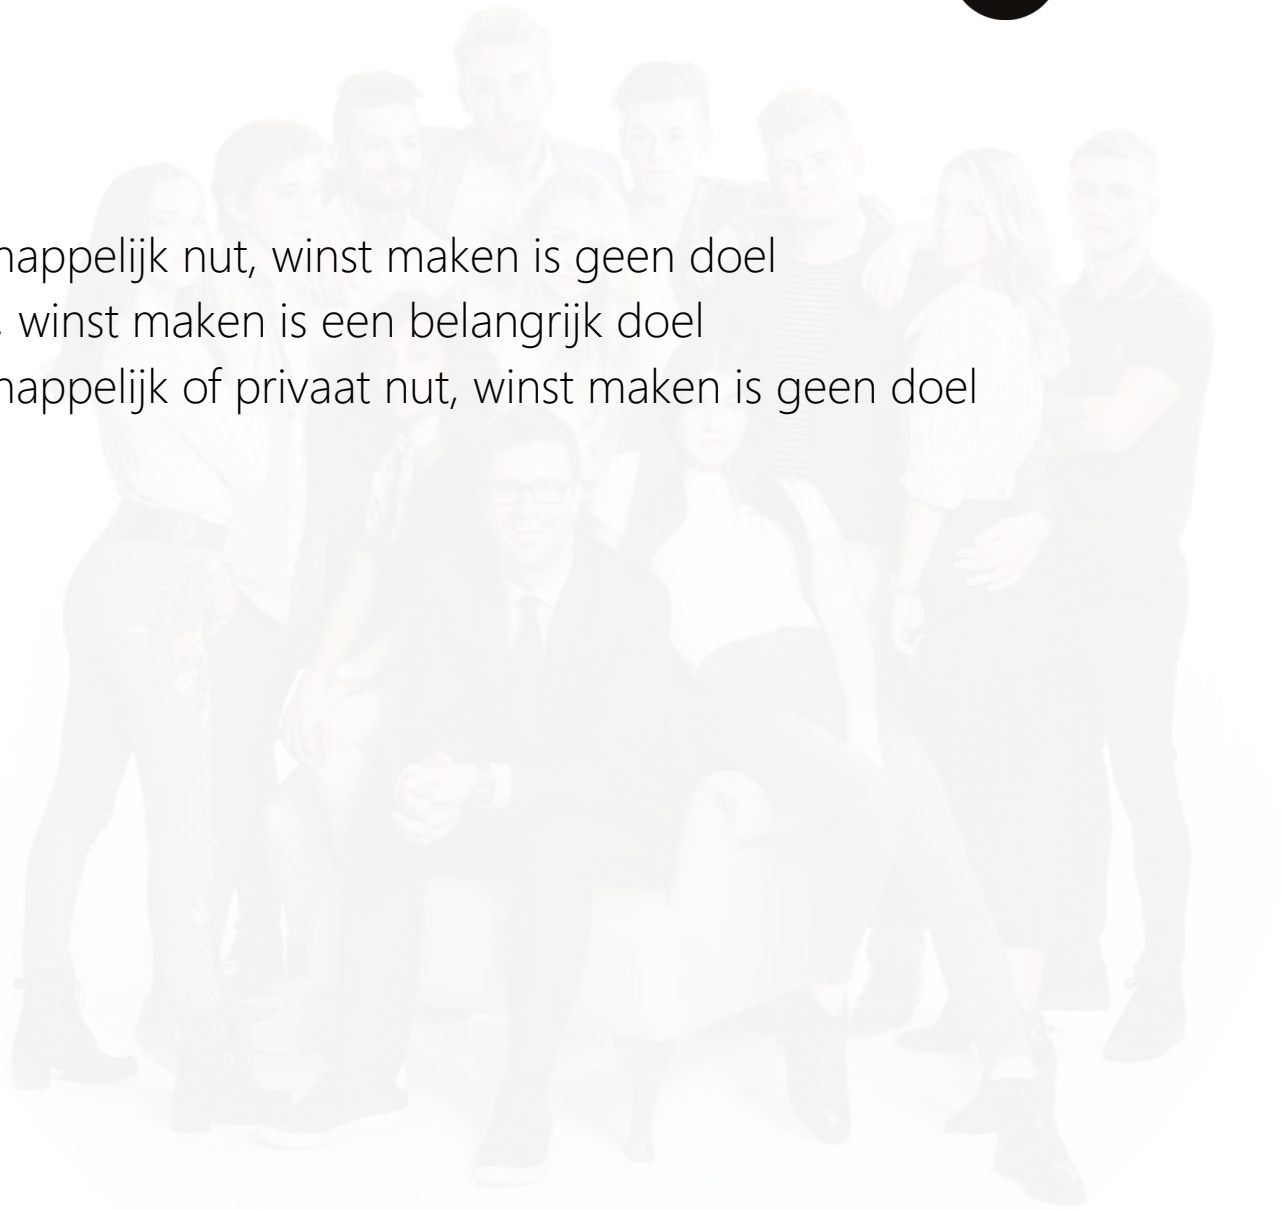 happelijk nut, winst maken is geen doel
, winst maken is een belangrijk doel
happelijk of privaat nut, winst maken is geen doel